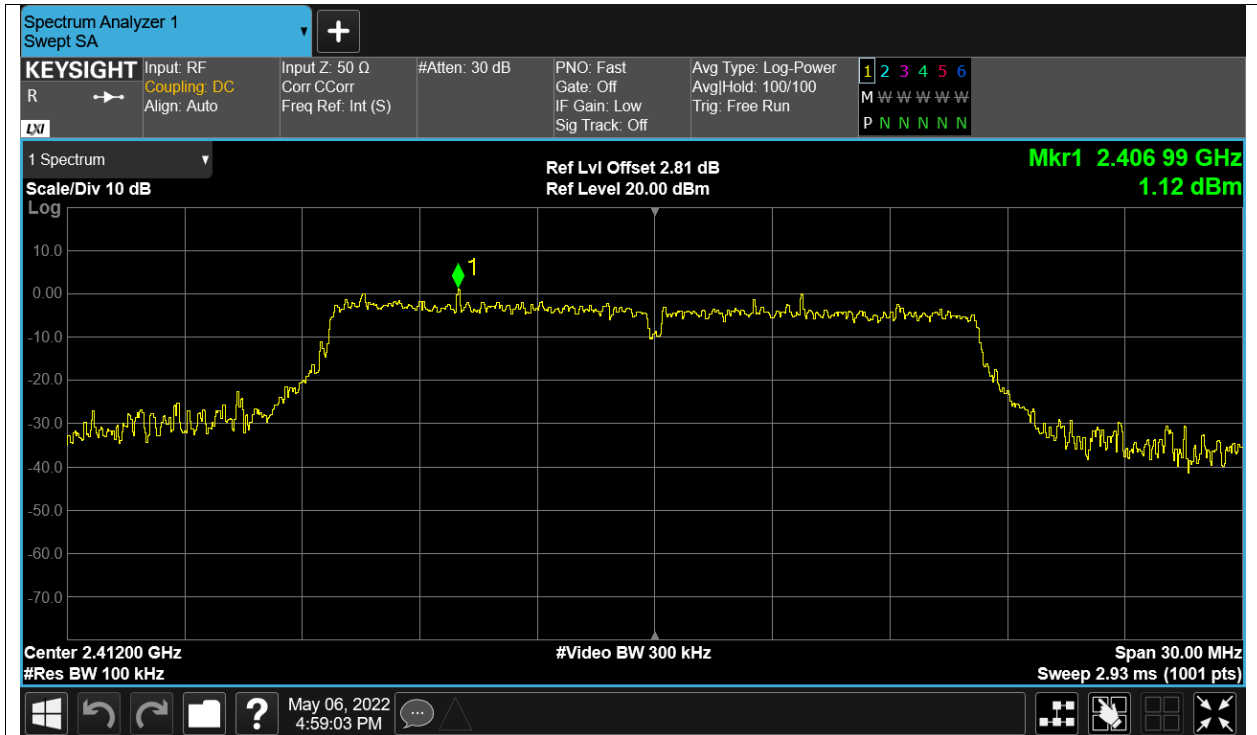 Spectrum Analyzer 1
Swept SA
KEYSIGHT
R
LXI
Input: RF
Coupling: DC
Align: Auto
Input Z: 50 Ω
Corr CCorr
Freq Ref: Int (S)
#Atten: 30 dB
PNO: Fast
Gate: Off
IF Gain: Low
Sig Track: Off
Avg Type: Log-Power
Avg|Hold: 100/100
Trig: Free Run
1 2 3 4 5 6
M W W W W W
P N N N N N
1 Spectrum
Scale/Div 10 dB
Log
Ref Lvl Offset 2.81 dB
Ref Level 20.00 dBm
Mkr1 2.406 99 GHz
1.12 dBm
1
10.0
0.00
-10.0
-20.0
-30.0
-40.0
-50.0
-60.0
-70.0
Center 2.41200 GHz
#Res BW 100 kHz
#Video BW 300 kHz
Span 30.00 MHz
Sweep 2.93 ms (1001 pts)
?
May 06, 2022
4:59:03 PM